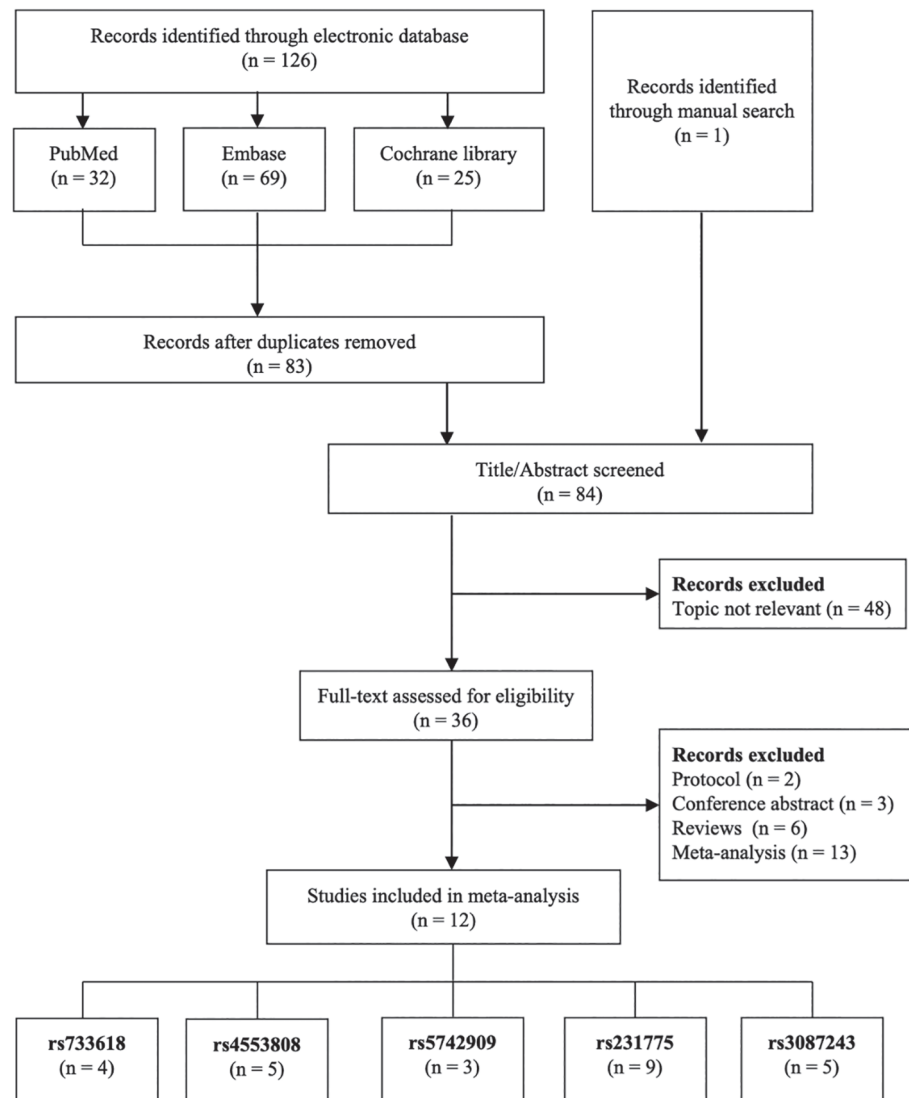 Records identified through electronic database
(n = 126)
Records identified
through manual search
(n = 1)
PubMed
(n = 32)
Embase
(n = 69)
Cochrane library
(n = 25)
Records after duplicates removed
(n = 83)
Title/Abstract screened
(n = 84)
Records excluded
Topic not relevant (n = 48)
Full-text assessed for eligibility
(n = 36)
Records excluded
Protocol (n = 2)
Conference abstract (n = 3)
Reviews (n = 6)
Meta-analysis (n = 13)
Studies included in meta-analysis
(n = 12)
rs733618
(n = 4)
rs4553808
(n = 5)
rs5742909
(n = 3)
rs231775
(n = 9)
rs3087243
(n = 5)